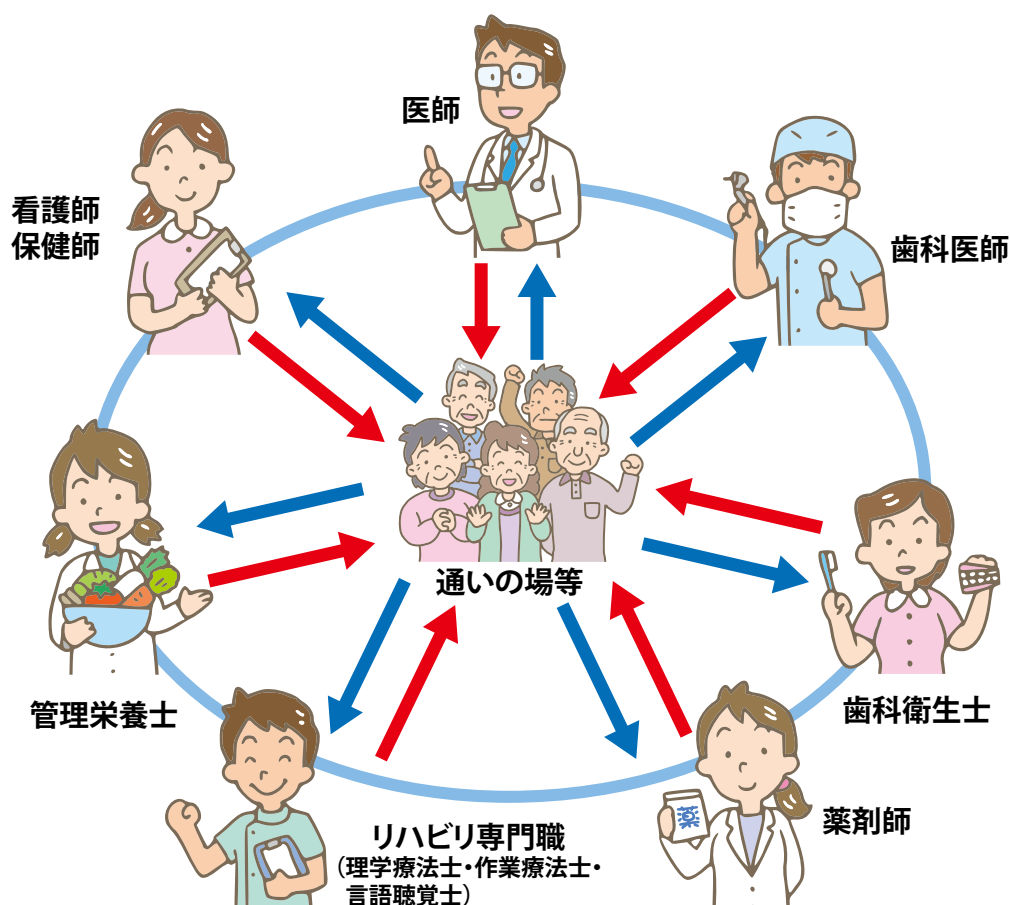 医師
看護師
保健師
歯科医師
通いの場等
管理栄養士
歯科衛生士
薬
薬剤師
リハビリ専門職
（理学療法士・作業療法士・
言語聴覚士）